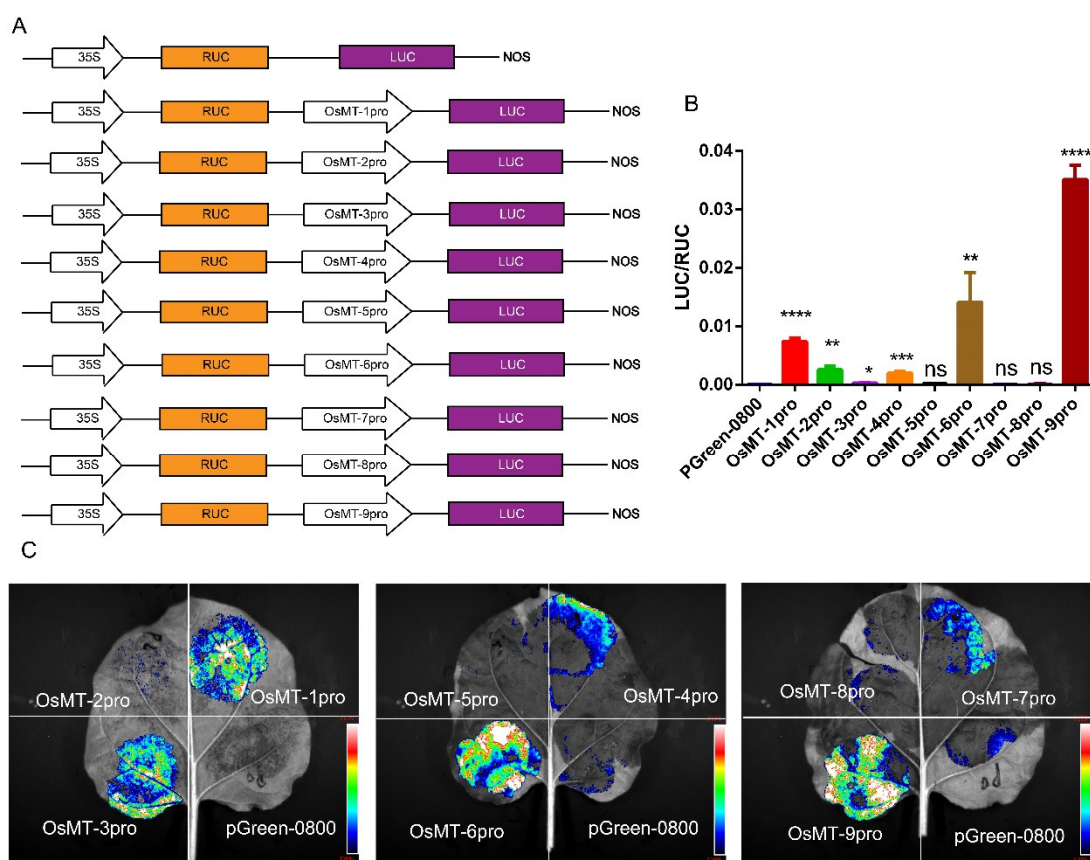 A
35S RUC LUC NOS
35S RUC OsMT-1pro LUC NOS
35S RUC OsMT-2pro LUC NOS
35S RUC OsMT-3pro LUC NOS
35S RUC OsMT-4pro LUC NOS
35S RUC OsMT-5pro LUC NOS
35S RUC OsMT-6pro LUC NOS
35S RUC OsMT-7pro LUC NOS
35S RUC OsMT-8pro LUC NOS
35S RUC OsMT-9pro LUC NOS
B
LUC/RUC
0.04
0.03
0.02
0.01
0.00
**** ** * *** ns ** ns ns ****
PGreen-0800
OsMT-1pro
OsMT-2pro
OsMT-3pro
OsMT-4pro
OsMT-5pro
OsMT-6pro
OsMT-7pro
OsMT-8pro
OsMT-9pro
C
OsMT-2pro OsMT-1pro
OsMT-3pro pGreen-0800
OsMT-5pro OsMT-4pro
OsMT-6pro pGreen-0800
OsMT-8pro OsMT-7pro
OsMT-9pro pGreen-0800